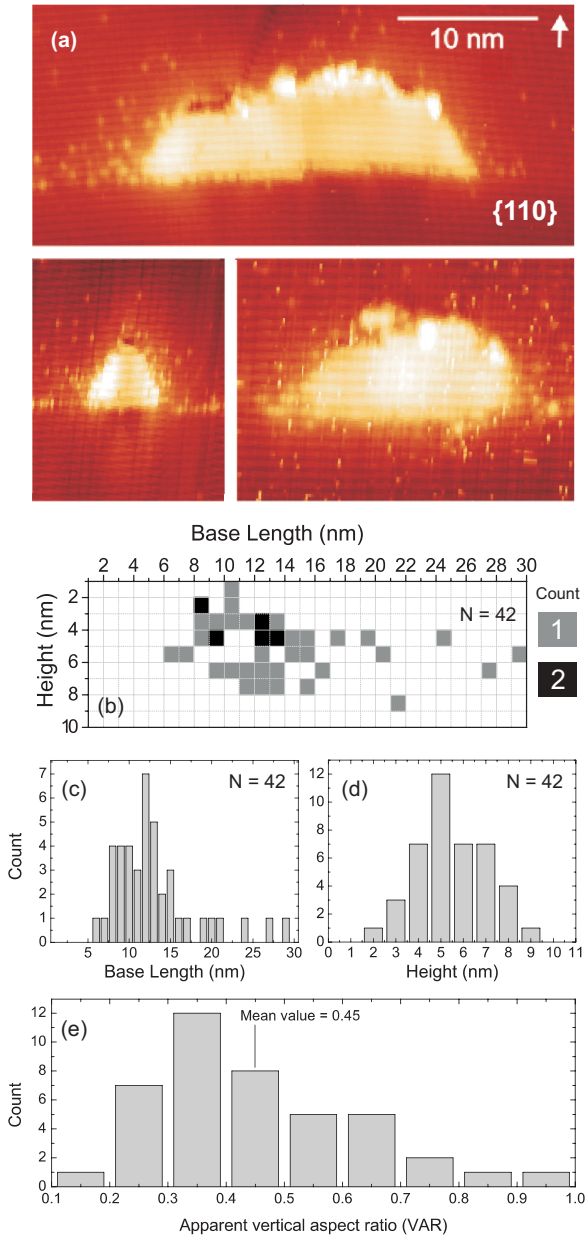 (a)
10 nm
{110}
Base Length (nm)
2 4 6 8 10 12 14 16 18 20 22 24 26 28 30
Height (nm)
2
4
6
8
10
N = 42
Count
1
2
(b)
(c)
N = 42
Count
7
6
5
4
3
2
1
0
5 10 15 20 25 30
Base Length (nm)
(d)
N = 42
12
10
8
6
4
2
0
0 1 2 3 4 5 6 7 8 9 10 11
Height (nm)
(e)
Mean value = 0.45
Count
12
10
8
6
4
2
0
0.1 0.2 0.3 0.4 0.5 0.6 0.7 0.8 0.9 1.0
Apparent vertical aspect ratio (VAR)